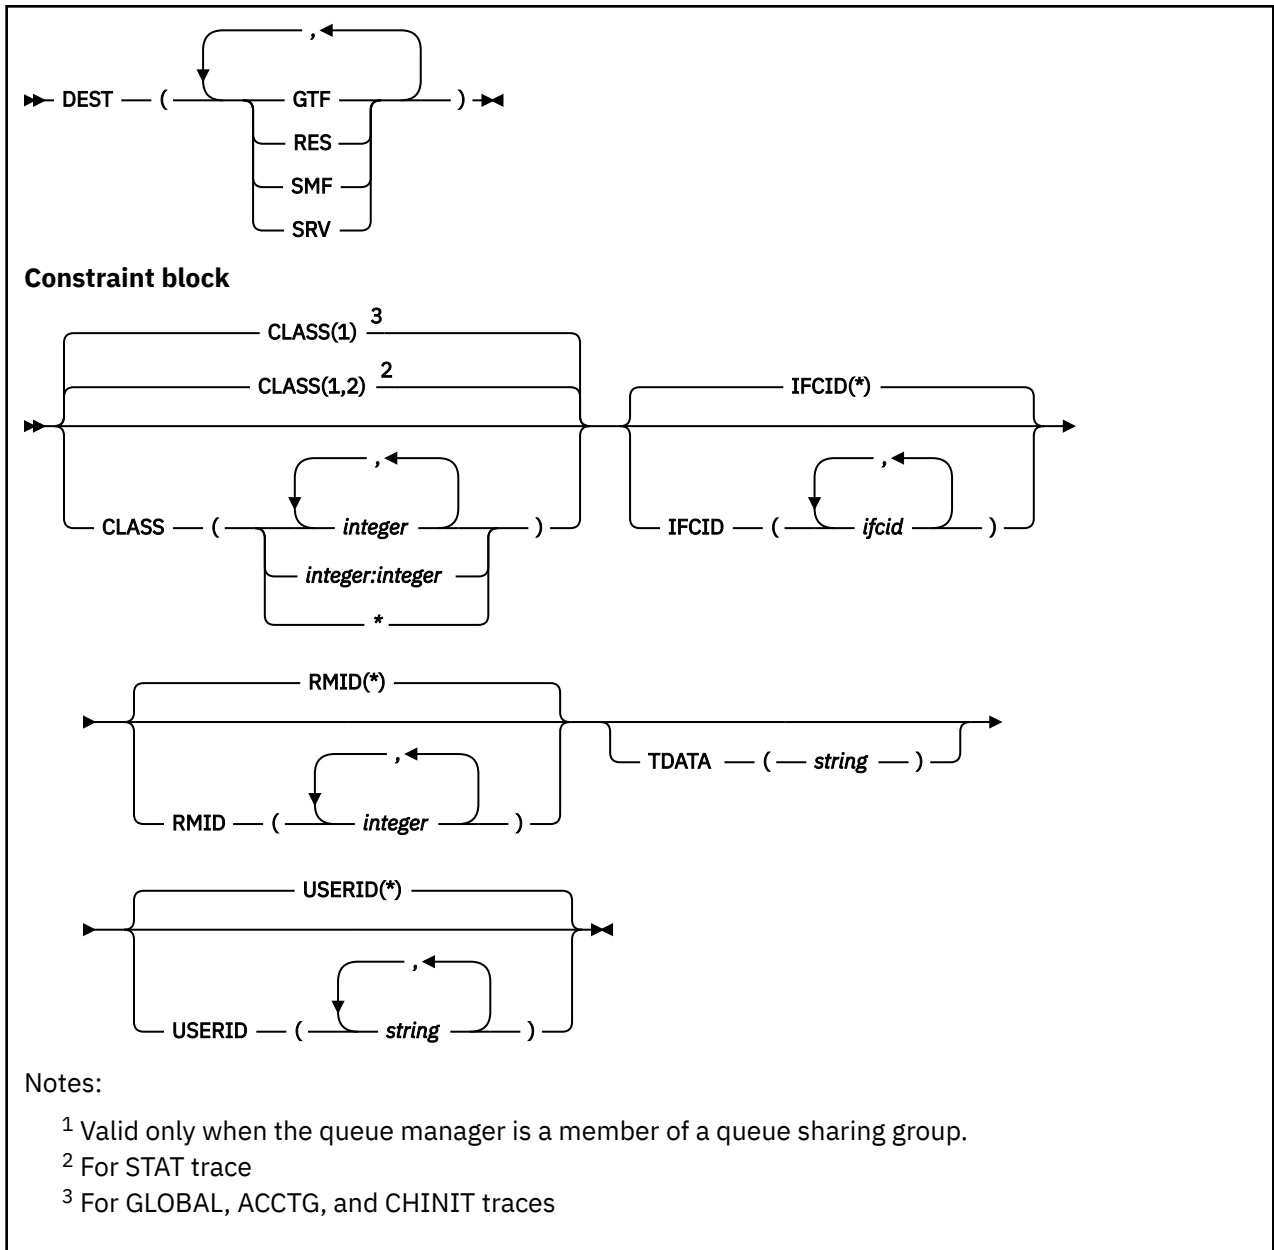 ,
DEST ( GTF )
RES
SMF
SRV
Constraint block
CLASS(1) 3
CLASS(1,2) 2 IFCID(*)
, ,
CLASS ( integer ) IFCID ( ifcid )
integer:integer
*
RMID(*)
TDATA ( string )
,
RMID ( integer )
USERID(*)
,
USERID ( string )
Notes:
1 Valid only when the queue manager is a member of a queue sharing group.
2 For STAT trace
3 For GLOBAL, ACCTG, and CHINIT traces